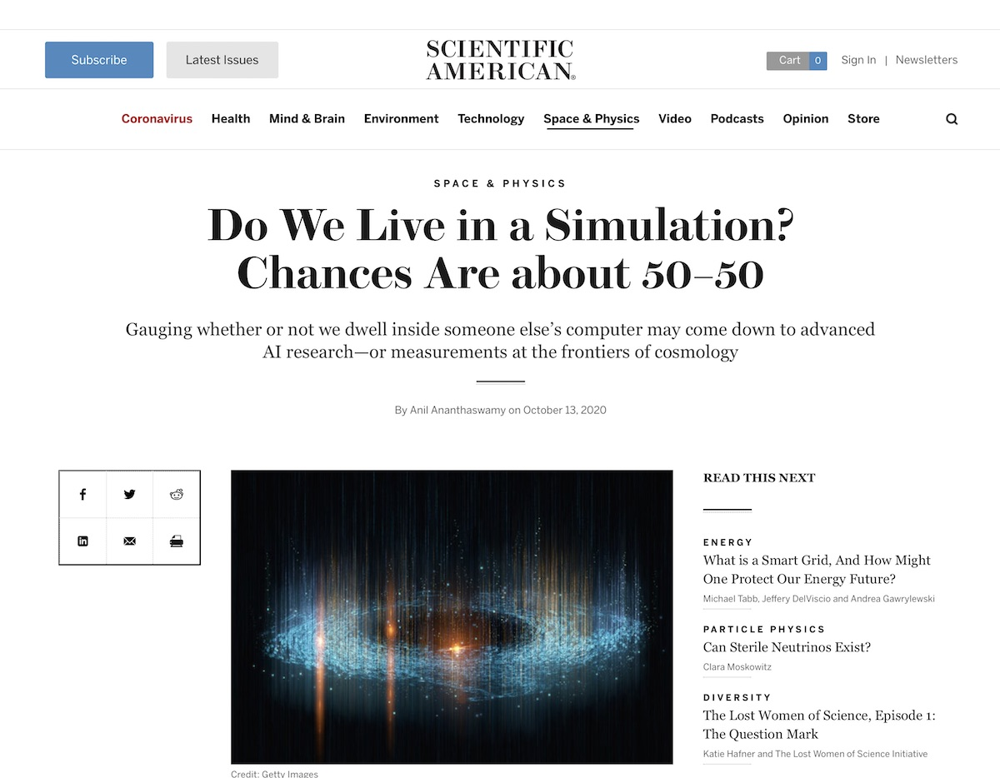 Subscribe
Latest Issues
SCIENTIFIC
AMERICAN®
Cart 0
Sign In | Newsletters
Coronavirus Health Mind & Brain Environment Technology Space & Physics Video Podcasts Opinion Store
SPACE & PHYSICS
Do We Live in a Simulation?
Chances Are about 50–50
Gauging whether or not we dwell inside someone else’s computer may come down to advanced
AI research—or measurements at the frontiers of cosmology
By Anil Ananthaswamy on October 13, 2020
f
in
Credit: Getty Images
READ THIS NEXT
ENERGY
What is a Smart Grid, And How Might
One Protect Our Energy Future?
Michael Tabb, Jeffery DelViscio and Andrea Gawrylewski
PARTICLE PHYSICS
Can Sterile Neutrinos Exist?
Clara Moskowitz
DIVERSITY
The Lost Women of Science, Episode 1:
The Question Mark
Katie Hafner and The Lost Women of Science Initiative